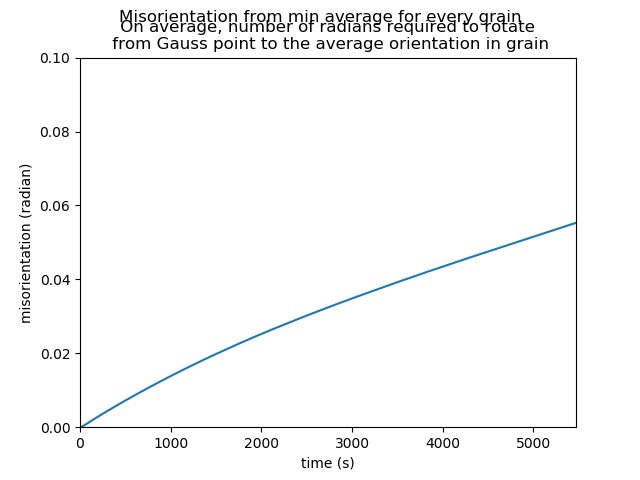 Misorientation from min average for every grain
On average, number of radians required to rotate
from Gauss point to the average orientation in grain
0.10
0.08
0.06
0.04
0.02
0.00
misorientation (radian)
0 1000 2000 3000 4000 5000
time (s)